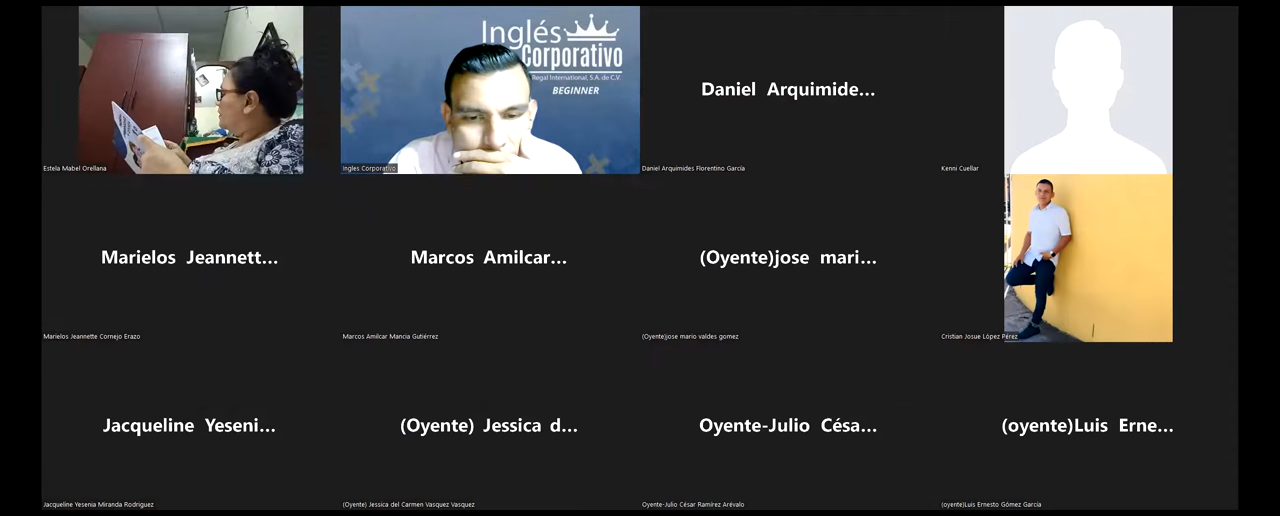 Inglés
Corporativo
Regal International, S.A. de C.V.
BEGINNER
Daniel Arquimide...
Estela Mabel Orellana
Inglés Corporativo
Daniel Arquimides Florentino García
Kenni Cuellar
Marielos Jeannett...
Marcos Amilcar...
(Oyente)jose mari...
Marielos Jeannette Cornejo Erazo
Marcos Amilcar Mancia Gutiérrez
(Oyente)jose mario valdes gomez
Cristian Josue López Pérez
Jacqueline Yeseni...
(Oyente) Jessica d...
Oyente-Julio Césa...
(oyente)Luis Erne...
Jacqueline Yesenia Miranda Rodriguez
(Oyente) Jessica del Carmen Vasquez Vasquez
Oyente-Julio César Ramírez Arévalo
(oyente)Luis Ernesto Gómez García